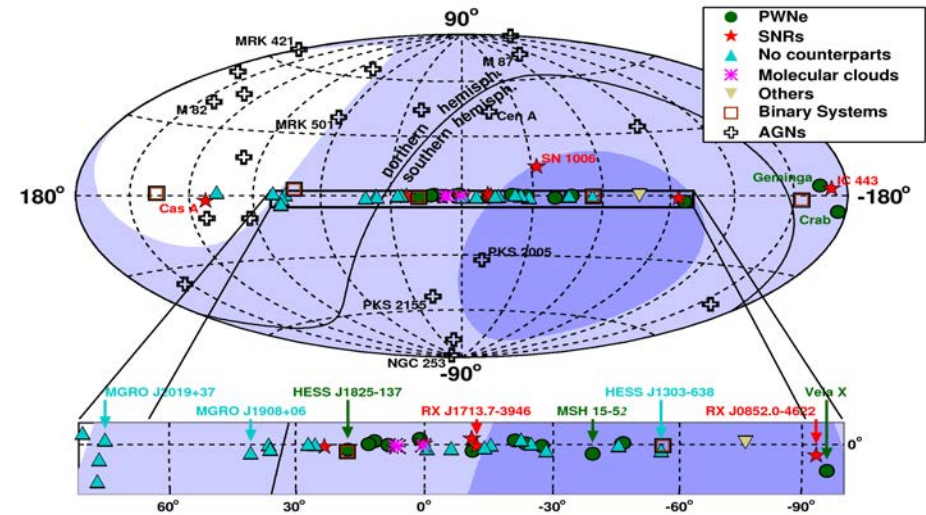 90°
PWNe
SNRs
No counterparts
Molecular clouds
Others
Binary Systems
AGNs
MRK 421
M 87
M 82
MRK 501
northern hemisph.
southern hemisph.
Cen A
SN 1006
Geminga
IC 443
180°
-180°
Cas A
Crab
PKS 2005
PKS 2155
NGC 253
-90°
MGRO J2019+37
HESS J1825-137
HESS J1303-638
Vela X
MGRO J1908+06
RX J1713.7-3946
MSH 15-52
RX J0852.0-4622
0°
60° 30° 0° -30° -60° -90°